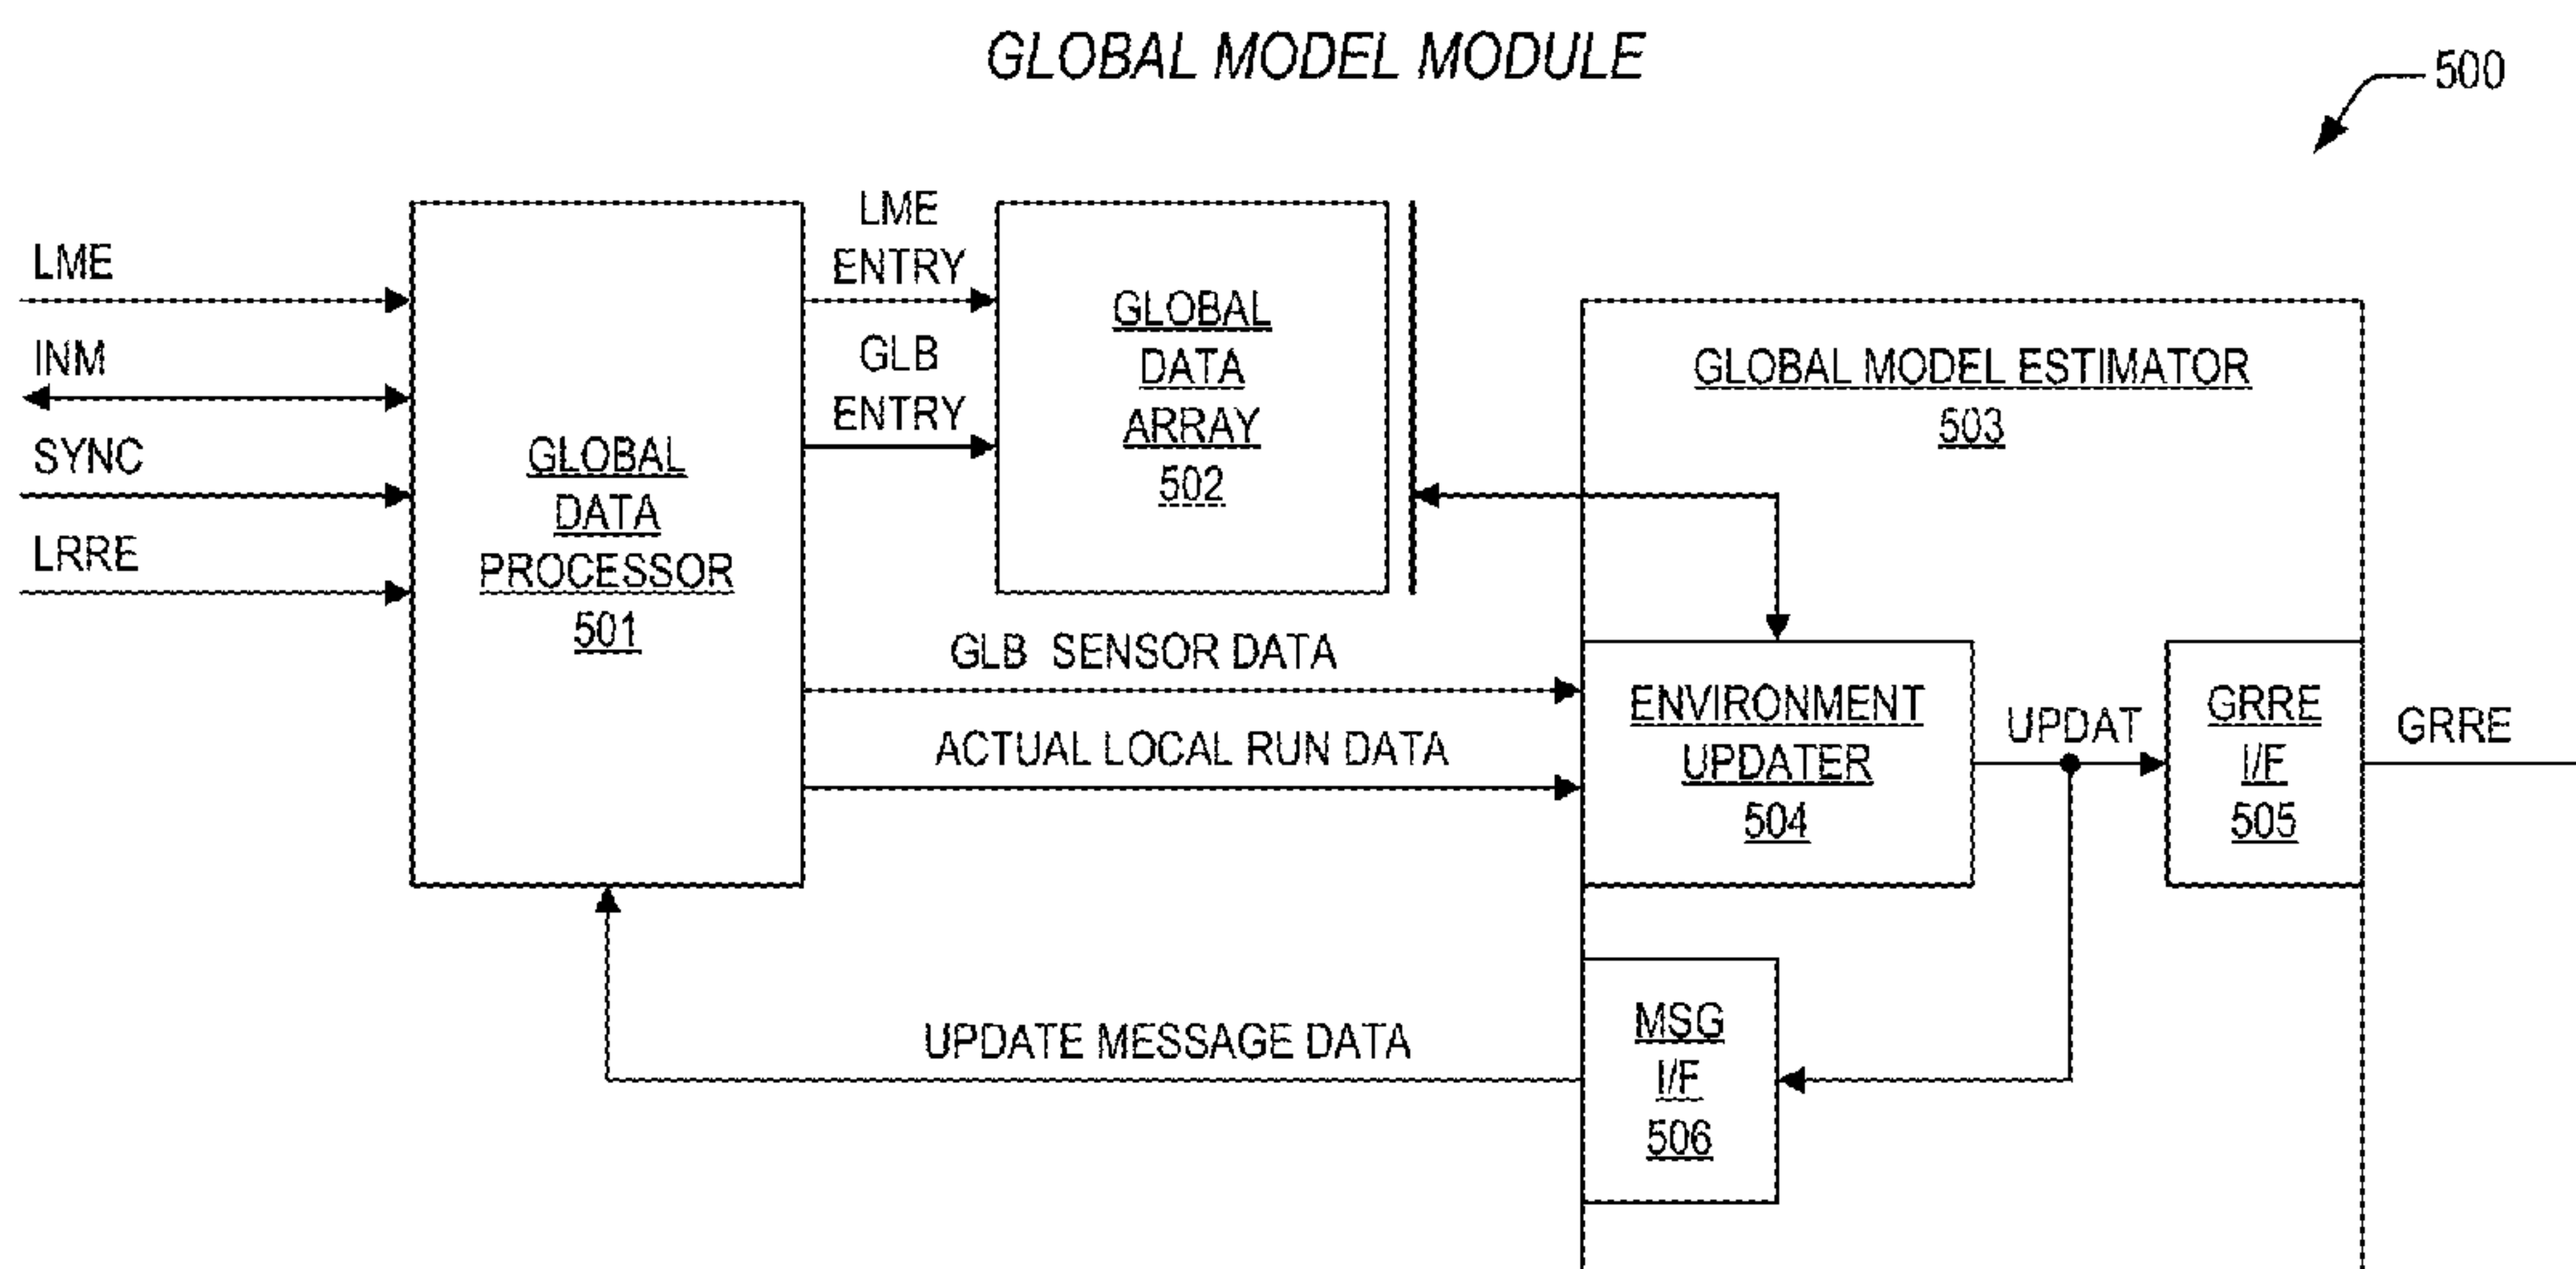 GLOBAL MODEL MODULE
500
LME
INM
SYNC
LRRE
GLOBAL
DATA
PROCESSOR
501
LME
ENTRY
GLB
ENTRY
GLOBAL
DATA
ARRAY
502
GLOBAL MODEL ESTIMATOR
503
GLB SENSOR DATA
ACTUAL LOCAL RUN DATA
ENVIRONMENT
UPDATER
504
UPDAT
GRRE
I/F
505
GRRE
UPDATE MESSAGE DATA
MSG
I/F
506